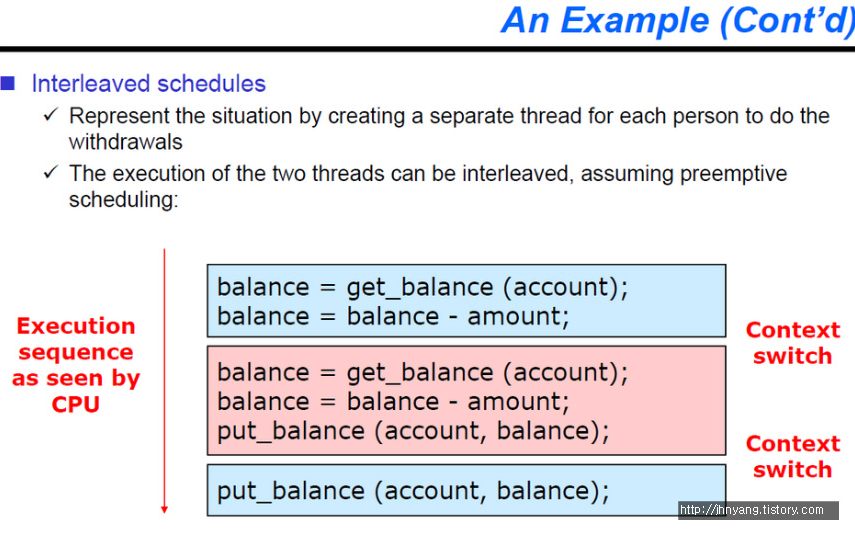 An Example (Cont'd)
Interleaved schedules
Represent the situation by creating a separate thread for each person to do the
withdrawals
The execution of the two threads can be interleaved, assuming preemptive
scheduling:
Execution
sequence
as seen by
CPU
balance = get_balance (account);
balance = balance - amount;
Context
switch
balance = get_balance (account);
balance = balance - amount;
put_balance (account, balance);
Context
switch
put_balance (account, balance);
http://jhnyang.tistory.com